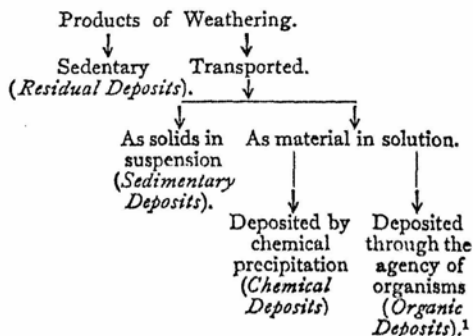 Products of Weathering.
Sedentary Transported.
(Residual Deposits).
As solids in As material in solution.
suspension
(Sedimentary
Deposits).
Deposited by Deposited
chemical through the
precipitation agency of
(Chemical organisms
Deposits) (Organic
Deposits).¹